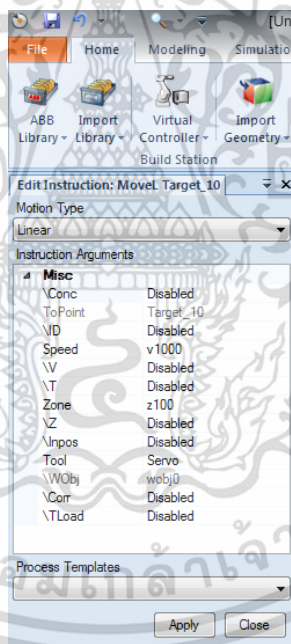 [Un
File Home Modeling Simulatio
ABB Library Import Library Virtual Controller Import Geometry
Build Station
Edit Instruction: MoveL Target_10
Motion Type
Linear
Instruction Arguments
Misc
\Conc Disabled
ToPoint Target_10
\ID Disabled
Speed v1000
\V Disabled
\T Disabled
Zone z100
\Z Disabled
\Inpos Disabled
Tool Servo
\WObj wobj0
\Corr Disabled
\TLoad Disabled
Process Templates
Apply Close